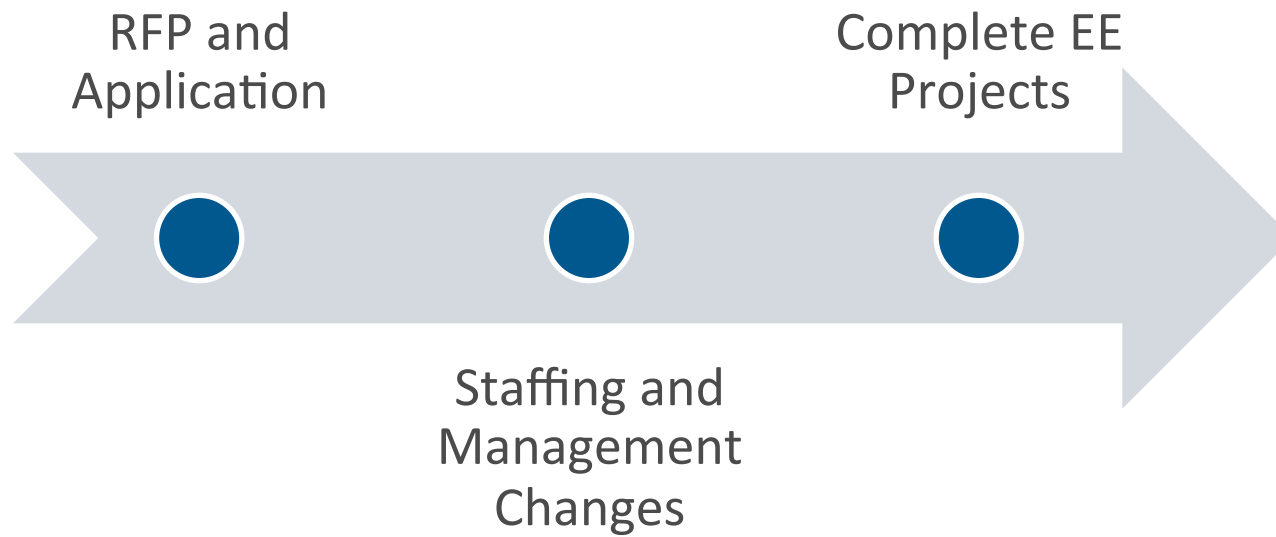 RFP and
Application
Staffing and
Management
Changes
Complete EE
Projects